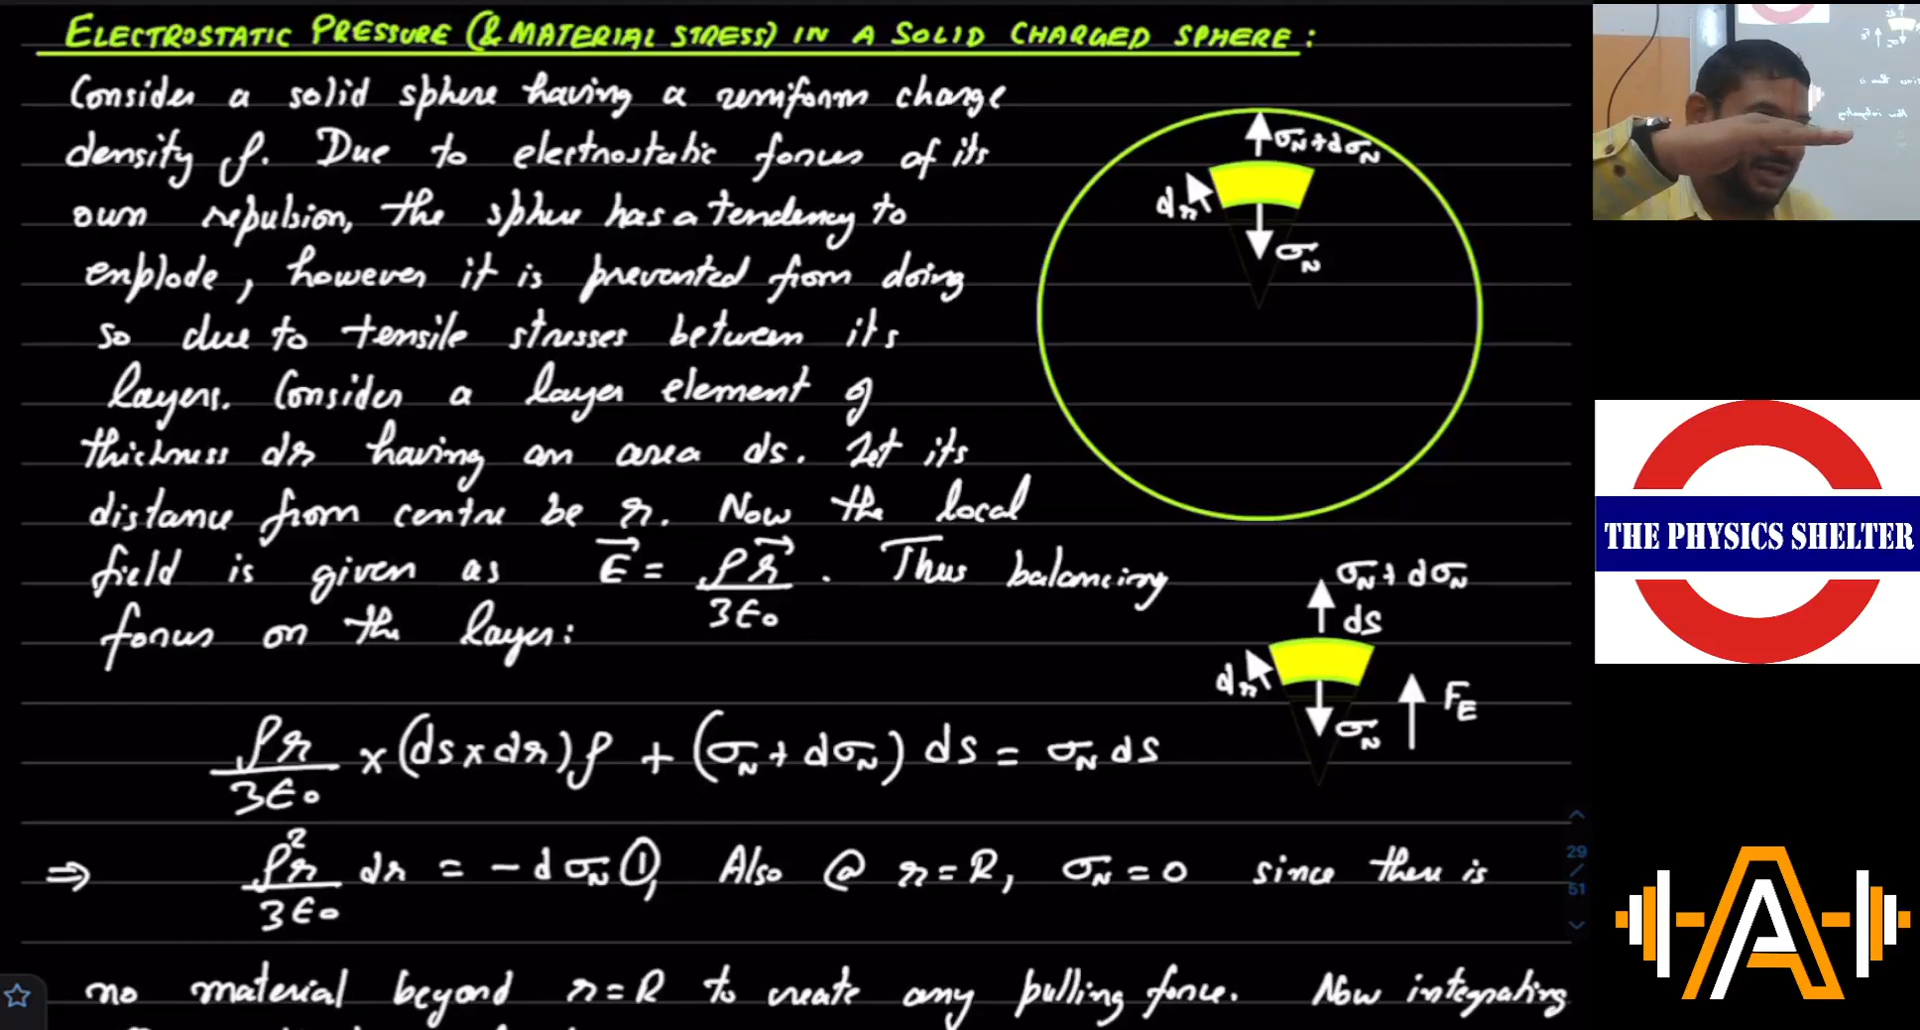 ELECTROSTATIC PRESSURE (& MATERIAL STRESS) IN A SOLID CHARGED SPHERE:
Consider a solid sphere having a uniform charge
density ρ. Due to electrostatic forces of its
own repulsion, the sphere has a tendency to
explode, however it is prevented from doing
so due to tensile stresses between its
layers. Consider a layer element of
thickness dr having an area ds. Let its
distance from centre be r. Now the local
field is given as E⃗ = ρr⃗/3ε₀. Thus balancing
forces on the layer:
σN + dσN
dr
σN
σN + dσN
ds
dr
σN
FE
ρr/3ε₀ × (ds × dr)ρ + (σN + dσN) ds = σN ds
⇒ ρ²r/3ε₀ dr = - dσN ①, Also @ r = R, σN = 0 since there is
no material beyond r = R to create any pulling force. Now integrating
29
/
51
THE PHYSICS SHELTER
A